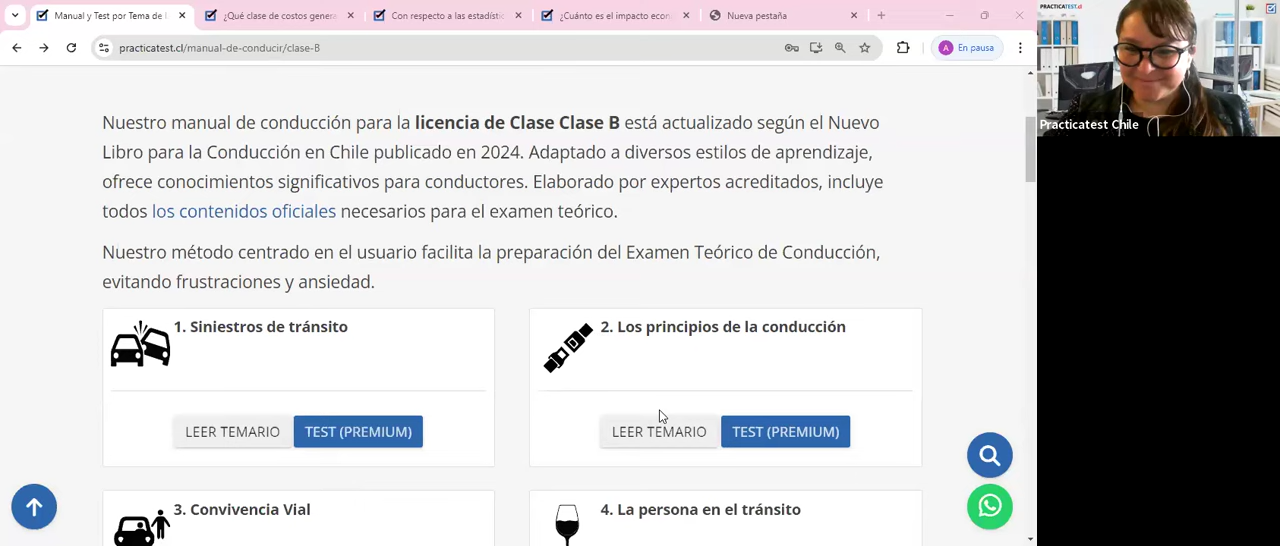 Manual y Test por Tema de l
¿Qué clase de costos genera
Con respecto a las estadístic
¿Cuánto es el impacto econ
Nueva pestaña
practicatest.cl/manual-de-conducir/clase-B
A
En pausa
PRACTICATEST.cl
Practicatest Chile
Nuestro manual de conducción para la licencia de Clase Clase B está actualizado según el Nuevo
Libro para la Conducción en Chile publicado en 2024. Adaptado a diversos estilos de aprendizaje,
ofrece conocimientos significativos para conductores. Elaborado por expertos acreditados, incluye
todos los contenidos oficiales necesarios para el examen teórico.
Nuestro método centrado en el usuario facilita la preparación del Examen Teórico de Conducción,
evitando frustraciones y ansiedad.
1. Siniestros de tránsito
LEER TEMARIO
TEST (PREMIUM)
2. Los principios de la conducción
LEER TEMARIO
TEST (PREMIUM)
3. Convivencia Vial
4. La persona en el tránsito